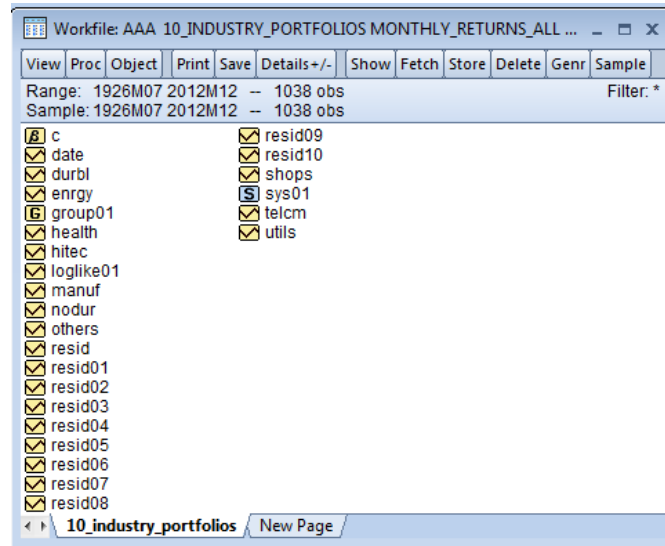 Workfile: AAA 10_INDUSTRY_PORTFOLIOS MONTHLY_RETURNS_ALL ...
View Proc Object Print Save Details+/- Show Fetch Store Delete Genr Sample
Range: 1926M07 2012M12 -- 1038 obs Filter: *
Sample: 1926M07 2012M12 -- 1038 obs
β c
date
durbl
enrgy
G group01
health
hitec
loglike01
manuf
nodur
others
resid
resid01
resid02
resid03
resid04
resid05
resid06
resid07
resid08
resid09
resid10
shops
S sys01
telcm
utils
10_industry_portfolios New Page